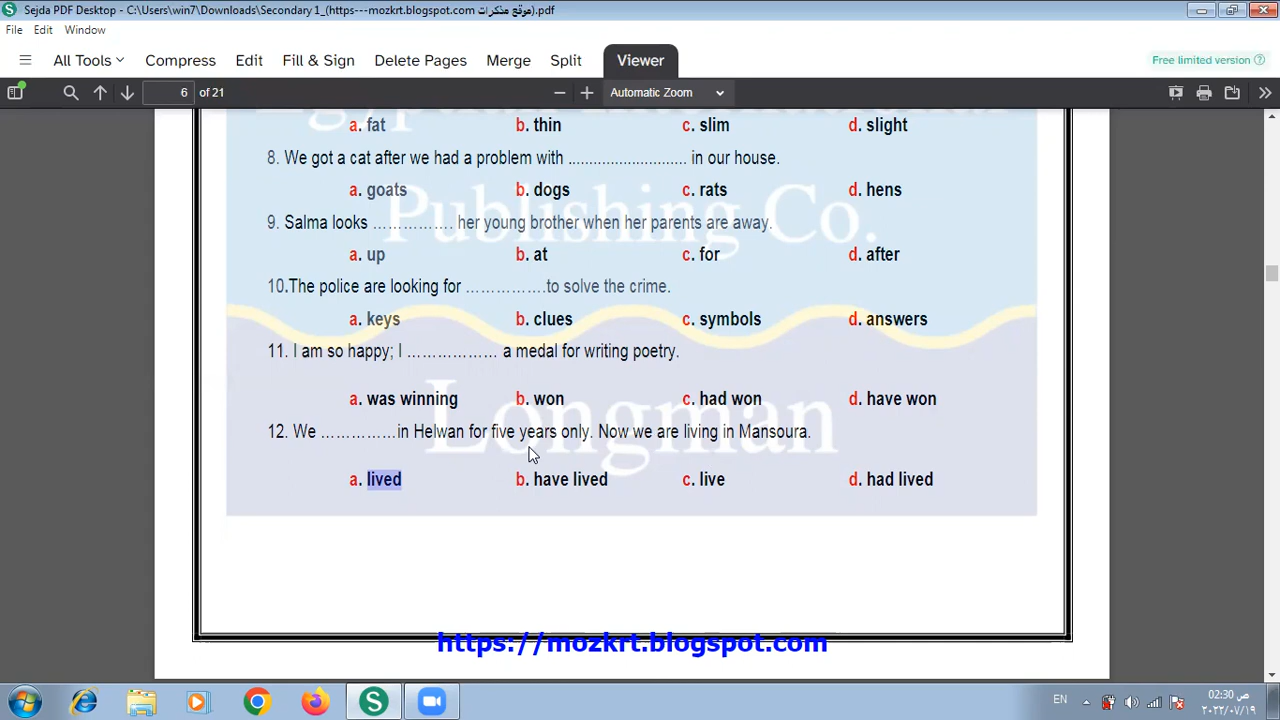 Sejda PDF Desktop - C:\Users\win7\Downloads\Secondary 1_(https---mozkrt.blogspot.com موقع مذكرات).pdf
File Edit Window
All Tools Compress Edit Fill & Sign Delete Pages Merge Split Viewer Free limited version
6 of 21 Automatic Zoom
a. fat b. thin c. slim d. slight
8. We got a cat after we had a problem with ............................ in our house.
a. goats b. dogs c. rats d. hens
9. Salma looks ……………. her young brother when her parents are away.
a. up b. at c. for d. after
10.The police are looking for …………….to solve the crime.
a. keys b. clues c. symbols d. answers
11. I am so happy; I ……………… a medal for writing poetry.
a. was winning b. won c. had won d. have won
12. We ……………in Helwan for five years only. Now we are living in Mansoura.
a. lived b. have lived c. live d. had lived
Publishing Co.
Longman
https://mozkrt.blogspot.com
EN 02:30 ص
٢٠٢٢/٠٧/١٩